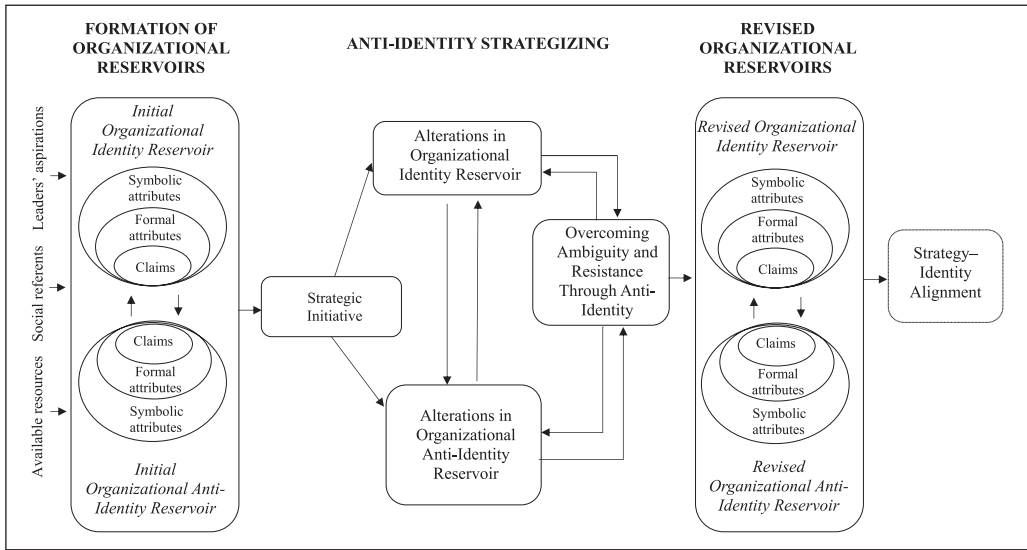 FORMATION OF
ORGANIZATIONAL
RESERVOIRS
ANTI-IDENTITY STRATEGIZING
REVISED
ORGANIZATIONAL
RESERVOIRS
Leaders' aspirations
Social referents
Available resources
Initial
Organizational
Identity Reservoir
Symbolic
attributes
Formal
attributes
Claims
Claims
Formal
attributes
Symbolic
attributes
Initial
Organizational Anti-
Identity Reservoir
Strategic
Initiative
Alterations in
Organizational
Identity Reservoir
Overcoming
Ambiguity and
Resistance
Through Anti-
Identity
Alterations in
Organizational
Anti-Identity
Reservoir
Revised Organizational
Identity Reservoir
Symbolic
attributes
Formal
attributes
Claims
Claims
Formal
attributes
Symbolic
attributes
Revised
Organizational Anti-
Identity Reservoir
Strategy–
Identity
Alignment